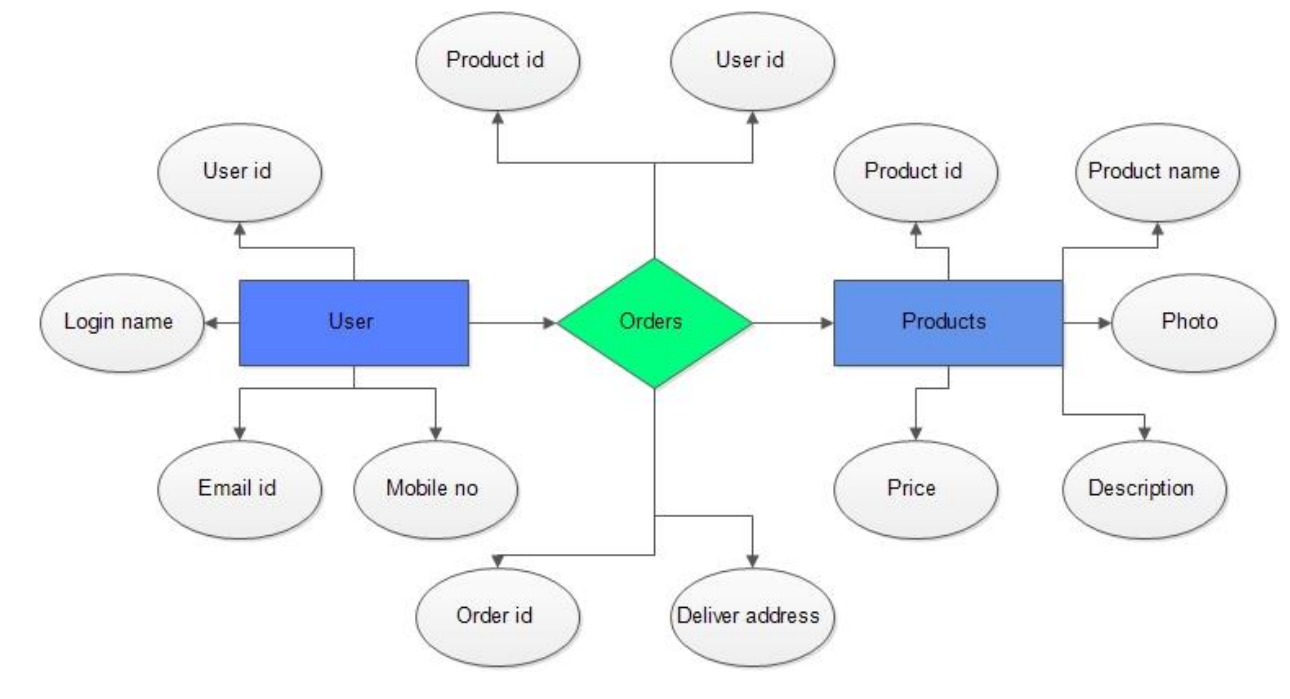 Product id
User id
User id
Product id
Product name
Login name
User
Orders
Products
Photo
Email id
Mobile no
Price
Description
Order id
Deliver address